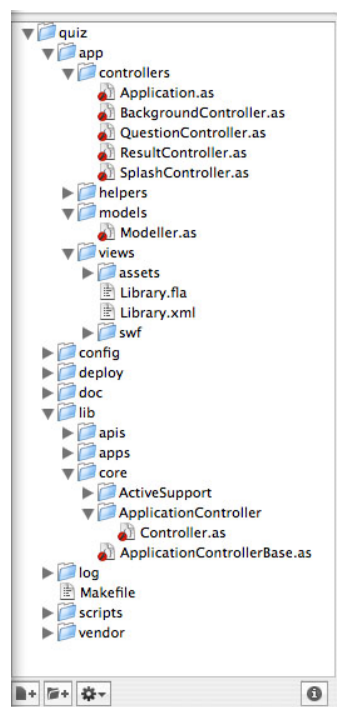 quiz
app
controllers
Application.as
BackgroundController.as
QuestionController.as
ResultController.as
SplashController.as
helpers
models
Modeller.as
views
assets
Library.fla
Library.xml
swf
config
deploy
doc
lib
apis
apps
core
ActiveSupport
ApplicationController
Controller.as
ApplicationControllerBase.as
log
Makefile
scripts
vendor